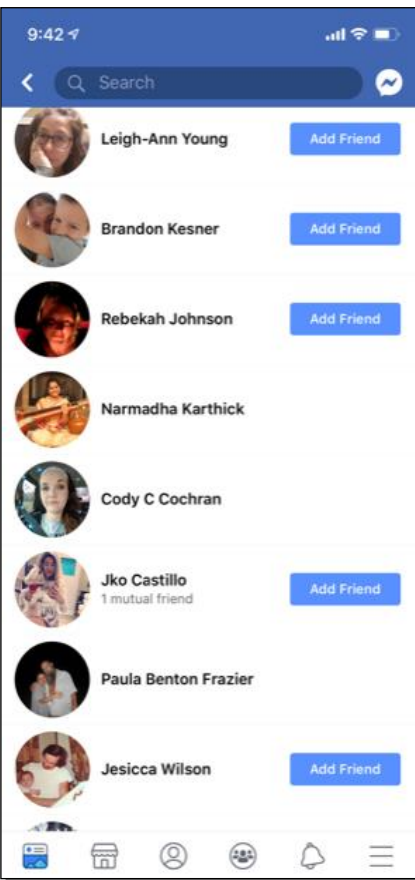 9:42
Search
Leigh-Ann Young
Add Friend
Brandon Kesner
Add Friend
Rebekah Johnson
Add Friend
Narmadha Karthick
Cody C Cochran
Jko Castillo
1 mutual friend
Add Friend
Paula Benton Frazier
Jesicca Wilson
Add Friend